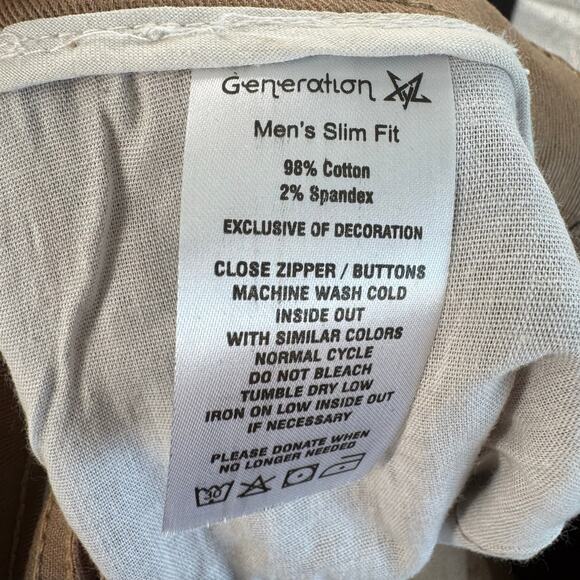 Generation XYZ
Men's Slim Fit
98% Cotton
2% Spandex
EXCLUSIVE OF DECORATION
CLOSE ZIPPER / BUTTONS
MACHINE WASH COLD
INSIDE OUT
WITH SIMILAR COLORS
NORMAL CYCLE
DO NOT BLEACH
TUMBLE DRY LOW
IRON ON LOW INSIDE OUT
IF NECESSARY
PLEASE DONATE WHEN
NO LONGER NEEDED
30